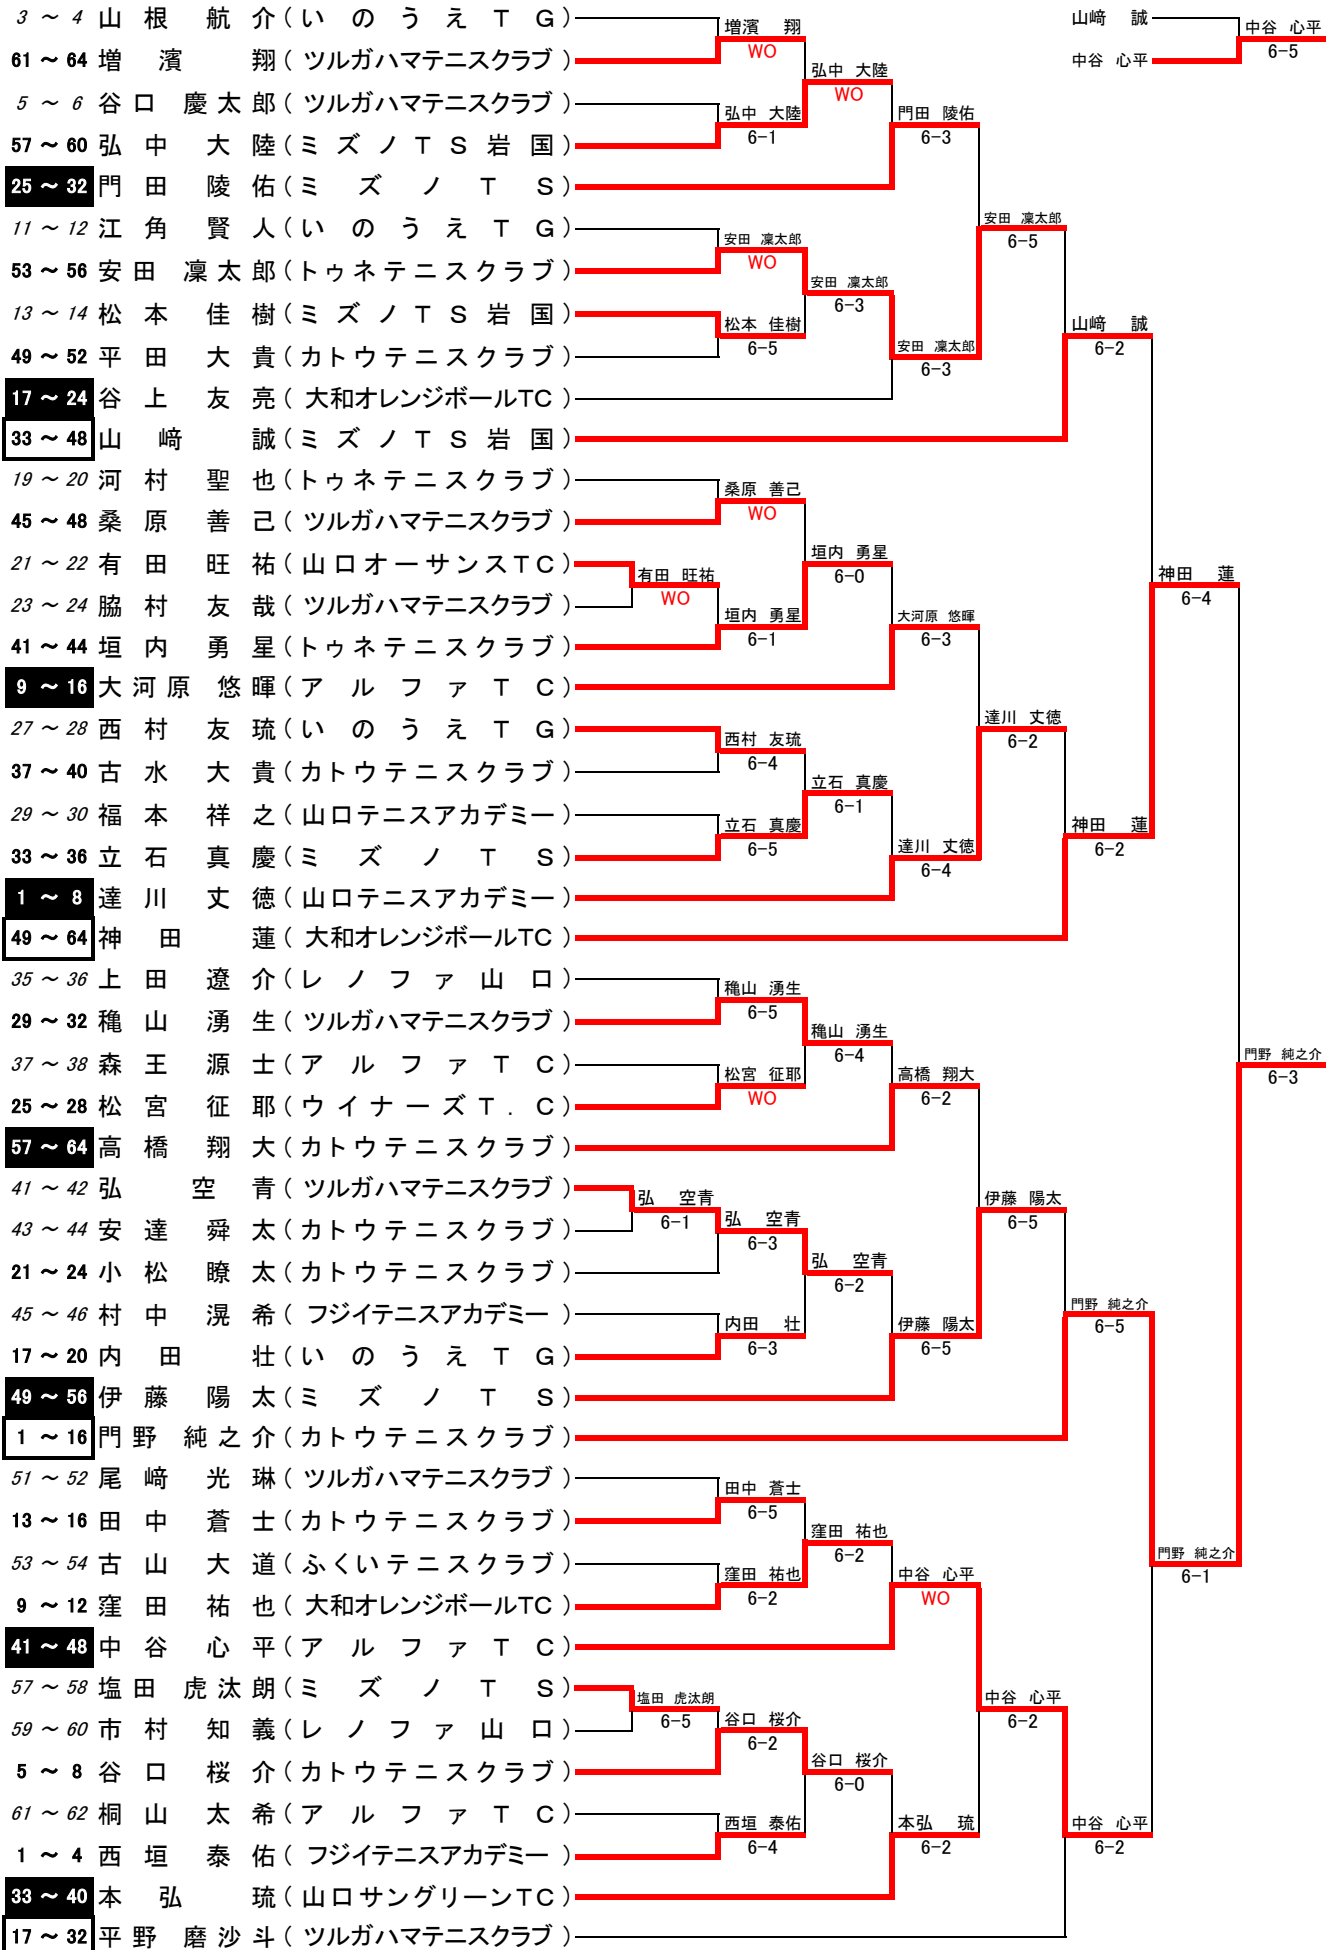 3 ～ 4 山根 航介(いのうえTG)
61 ～ 64 増濱 翔(ツルガハマテニスクラブ)
5 ～ 6 谷口 慶太郎(ツルガハマテニスクラブ)
57 ～ 60 弘中 大陸(ミズノTS岩国)
25 ～ 32 門田 陵佑(ミズノTS)
11 ～ 12 江角 賢人(いのうえTG)
53 ～ 56 安田 凜太郎(トゥネテニスクラブ)
13 ～ 14 松本 佳樹(ミズノTS岩国)
49 ～ 52 平田 大貴(カトウテニスクラブ)
17 ～ 24 谷上 友亮(大和オレンジボールTC)
33 ～ 48 山﨑 誠(ミズノTS岩国)
19 ～ 20 河村 聖也(トゥネテニスクラブ)
45 ～ 48 桑原 善己(ツルガハマテニスクラブ)
21 ～ 22 有田 旺祐(山口オーサンスTC)
23 ～ 24 脇村 友哉(ツルガハマテニスクラブ)
41 ～ 44 垣内 勇星(トゥネテニスクラブ)
9 ～ 16 大河原 悠暉(アルファTC)
27 ～ 28 西村 友琉(いのうえTG)
37 ～ 40 古水 大貴(カトウテニスクラブ)
29 ～ 30 福本 祥之(山口テニスアカデミー)
33 ～ 36 立石 真慶(ミズノTS)
1 ～ 8 達川 丈徳(山口テニスアカデミー)
49 ～ 64 神田 蓮(大和オレンジボールTC)
35 ～ 36 上田 遼介(レノファ山口)
29 ～ 32 穐山 湧生(ツルガハマテニスクラブ)
37 ～ 38 森王 源士(アルファTC)
25 ～ 28 松宮 征耶(ウイナーズT.C)
57 ～ 64 高橋 翔大(カトウテニスクラブ)
41 ～ 42 弘 空青(ツルガハマテニスクラブ)
43 ～ 44 安達 舜太(カトウテニスクラブ)
21 ～ 24 小松 瞭太(カトウテニスクラブ)
45 ～ 46 村中 滉希(フジイテニスアカデミー)
17 ～ 20 内田 壮(いのうえTG)
49 ～ 56 伊藤 陽太(ミズノTS)
1 ～ 16 門野 純之介(カトウテニスクラブ)
51 ～ 52 尾﨑 光琳(ツルガハマテニスクラブ)
13 ～ 16 田中 蒼士(カトウテニスクラブ)
53 ～ 54 古山 大道(ふくいテニスクラブ)
9 ～ 12 窪田 祐也(大和オレンジボールTC)
41 ～ 48 中谷 心平(アルファTC)
57 ～ 58 塩田 虎汰朗(ミズノTS)
59 ～ 60 市村 知義(レノファ山口)
5 ～ 8 谷口 桜介(カトウテニスクラブ)
61 ～ 62 桐山 太希(アルファTC)
1 ～ 4 西垣 泰佑(フジイテニスアカデミー)
33 ～ 40 本弘 琉(山口サングリーンTC)
17 ～ 32 平野 磨沙斗(ツルガハマテニスクラブ)
有田 旺祐
WO
弘 空青
6-1
塩田 虎汰朗
6-5
増濱 翔
WO
弘中 大陸
6-1
安田 凜太郎
WO
松本 佳樹
6-5
桑原 善己
WO
垣内 勇星
6-1
西村 友琉
6-4
立石 真慶
6-5
穐山 湧生
6-5
松宮 征耶
WO
弘 空青
6-3
内田 壮
6-3
田中 蒼士
6-5
窪田 祐也
6-2
谷口 桜介
6-2
西垣 泰佑
6-4
弘中 大陸
WO
安田 凜太郎
6-3
垣内 勇星
6-0
立石 真慶
6-1
穐山 湧生
6-4
弘 空青
6-2
窪田 祐也
6-2
谷口 桜介
6-0
門田 陵佑
6-3
安田 凜太郎
6-3
大河原 悠暉
6-3
達川 丈徳
6-4
高橋 翔大
6-2
伊藤 陽太
6-5
中谷 心平
WO
本弘 琉
6-2
安田 凜太郎
6-5
達川 丈徳
6-2
伊藤 陽太
6-5
中谷 心平
6-2
山﨑 誠
6-2
神田 蓮
6-2
門野 純之介
6-5
中谷 心平
6-2
神田 蓮
6-4
門野 純之介
6-1
門野 純之介
6-3
山﨑 誠
中谷 心平
中谷 心平
6-5